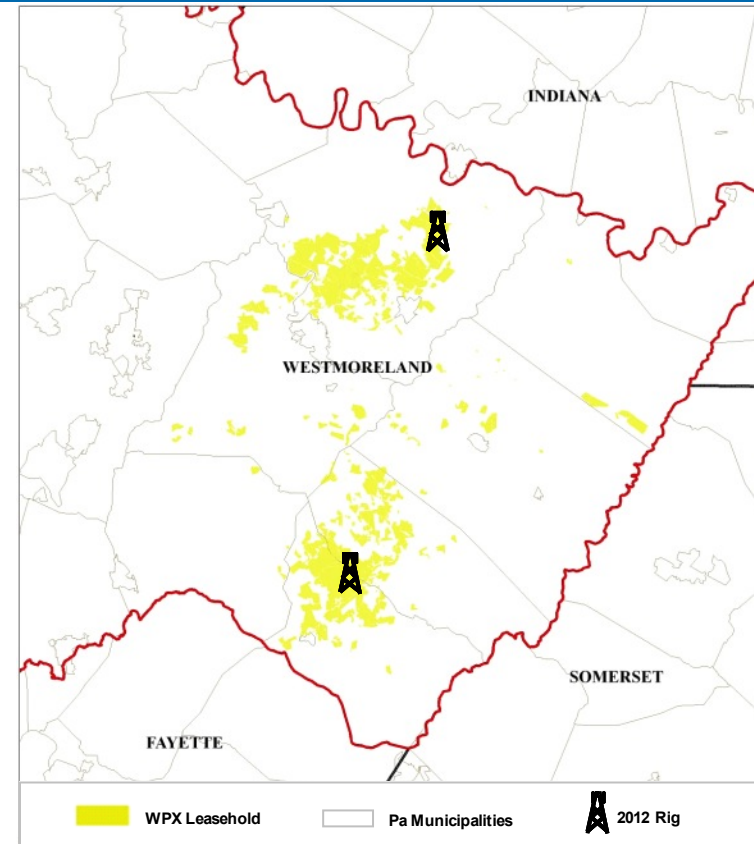 INDIANA
WESTMORELAND
SOMERSET
FAYETTE
WPX Leasehold
Pa Municipalities
2012 Rig